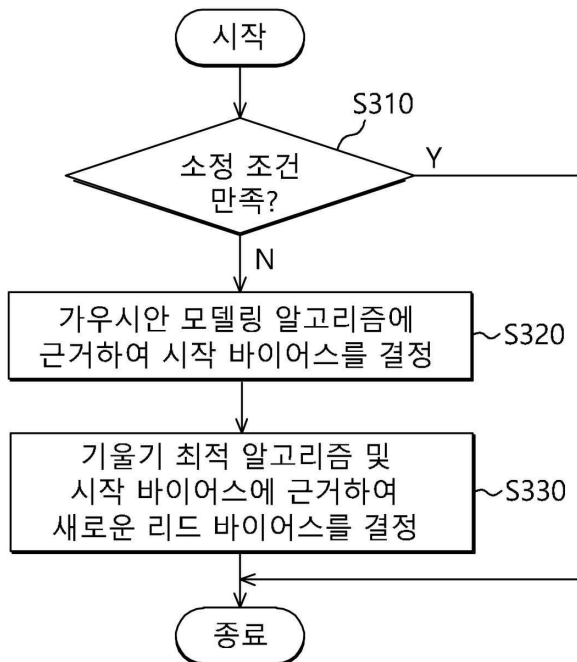 시작
S310
소정 조건
만족?
Y
N
가우시안 모델링 알고리즘에
근거하여 시작 바이어스를 결정
S320
기울기 최적 알고리즘 및
시작 바이어스에 근거하여
새로운 리드 바이어스를 결정
S330
종료